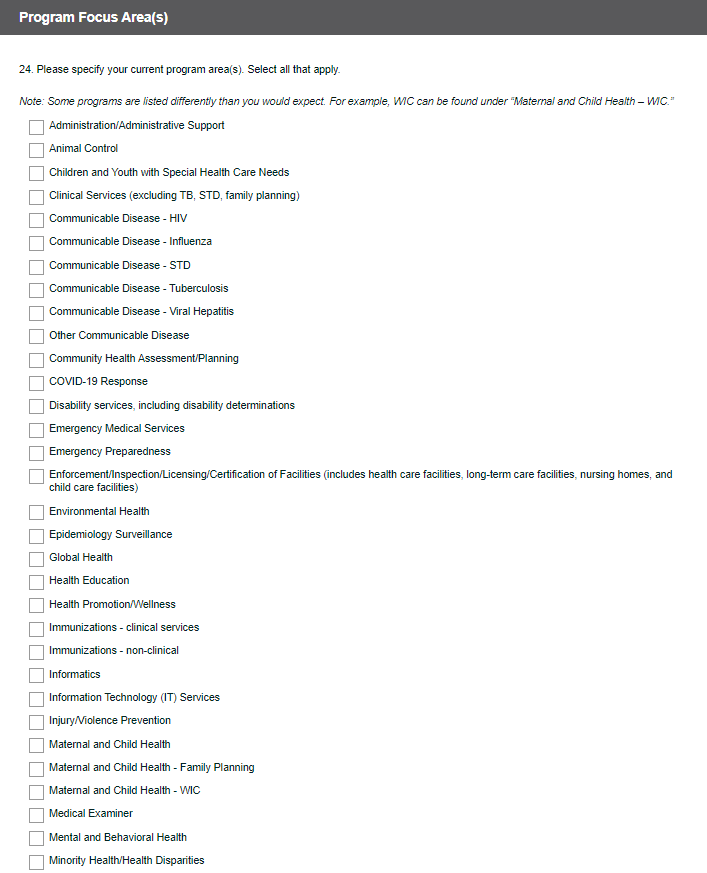 Program Focus Area(s)
24. Please specify your current program area(s). Select all that apply.
Note: Some programs are listed differently than you would expect. For example, WIC can be found under “Maternal and Child Health – WIC.”
Administration/Administrative Support
Animal Control
Children and Youth with Special Health Care Needs
Clinical Services (excluding TB, STD, family planning)
Communicable Disease - HIV
Communicable Disease - Influenza
Communicable Disease - STD
Communicable Disease - Tuberculosis
Communicable Disease - Viral Hepatitis
Other Communicable Disease
Community Health Assessment/Planning
COVID-19 Response
Disability services, including disability determinations
Emergency Medical Services
Emergency Preparedness
Enforcement/Inspection/Licensing/Certification of Facilities (includes health care facilities, long-term care facilities, nursing homes, and
child care facilities)
Environmental Health
Epidemiology Surveillance
Global Health
Health Education
Health Promotion/Wellness
Immunizations - clinical services
Immunizations - non-clinical
Informatics
Information Technology (IT) Services
Injury/Violence Prevention
Maternal and Child Health
Maternal and Child Health - Family Planning
Maternal and Child Health - WIC
Medical Examiner
Mental and Behavioral Health
Minority Health/Health Disparities